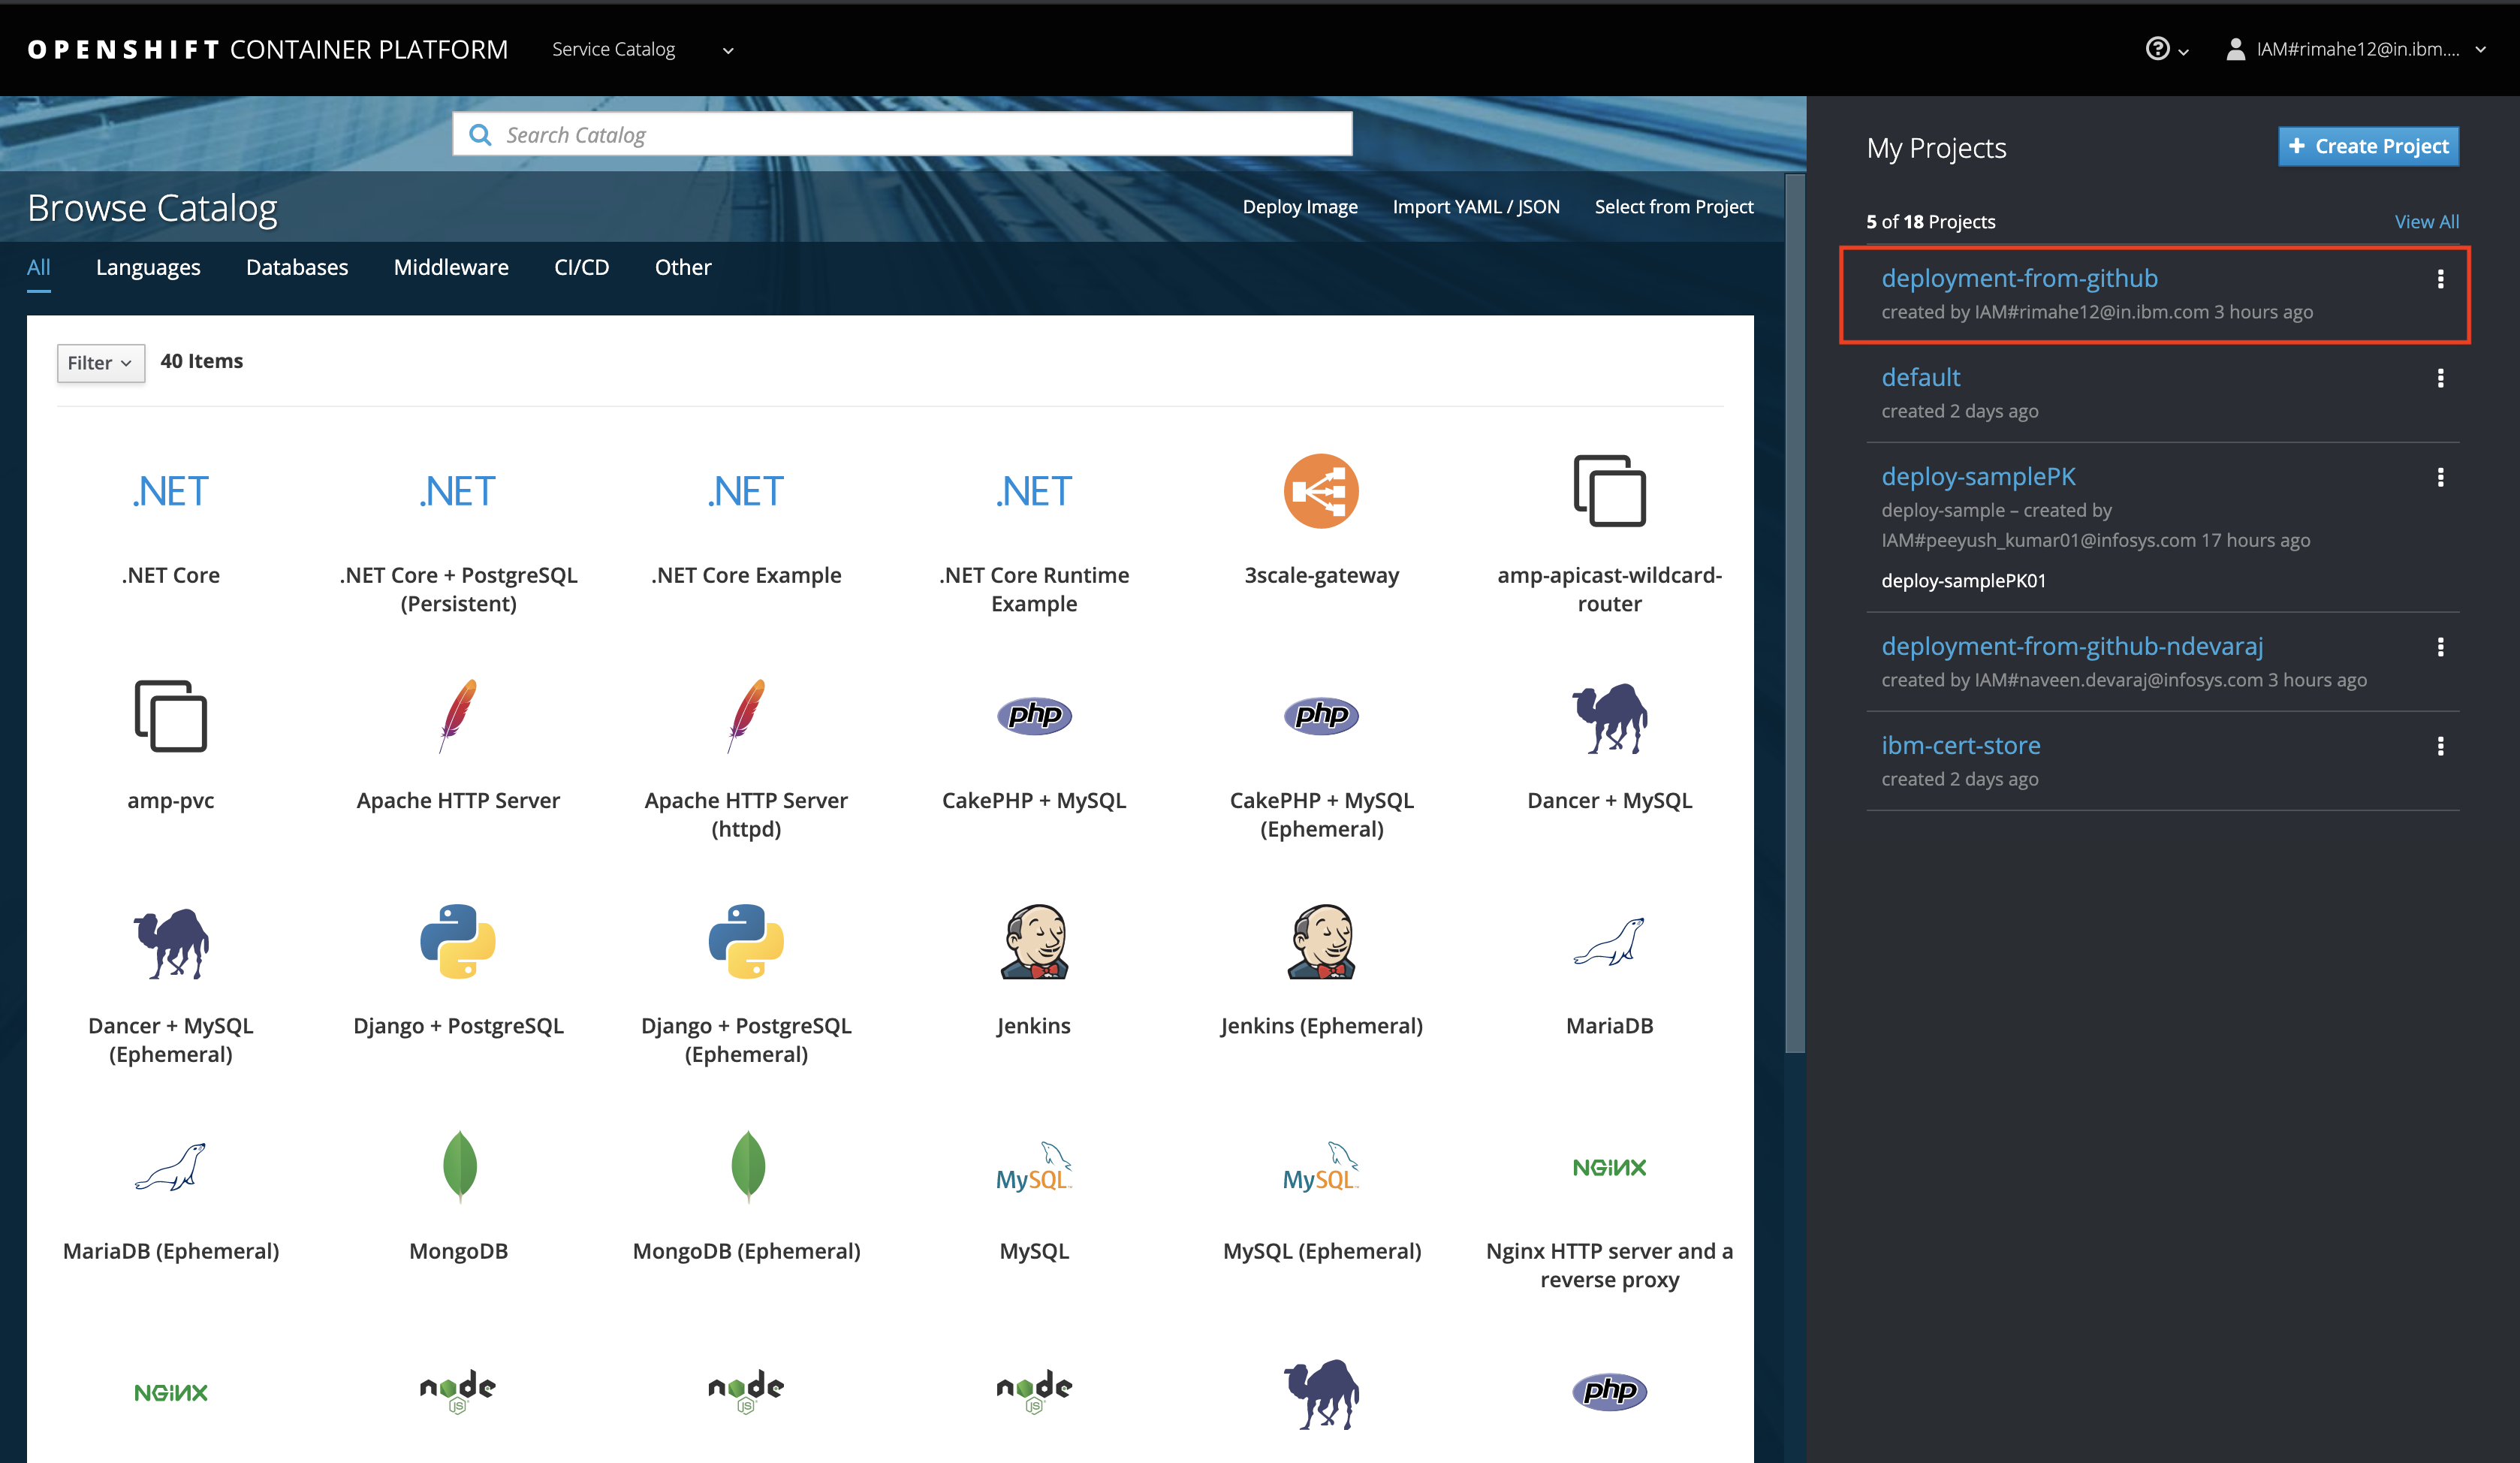 OPENSHIFT CONTAINER PLATFORM
Service Catalog
IAM#rimahe12@in.ibm....
Search Catalog
Browse Catalog
Deploy Image
Import YAML / JSON
Select from Project
All
Languages
Databases
Middleware
CI/CD
Other
Filter
40 Items
.NET
.NET
.NET
.NET
.NET Core
.NET Core + PostgreSQL
(Persistent)
.NET Core Example
.NET Core Runtime
Example
3scale-gateway
amp-apicast-wildcard-
router
php
php
amp-pvc
Apache HTTP Server
Apache HTTP Server
(httpd)
CakePHP + MySQL
CakePHP + MySQL
(Ephemeral)
Dancer + MySQL
Dancer + MySQL
(Ephemeral)
Django + PostgreSQL
Django + PostgreSQL
(Ephemeral)
Jenkins
Jenkins (Ephemeral)
MariaDB
MySQL
MySQL
NGINX
MariaDB (Ephemeral)
MongoDB
MongoDB (Ephemeral)
MySQL
MySQL (Ephemeral)
Nginx HTTP server and a
reverse proxy
NGINX
node
JS
node
JS
node
JS
php
My Projects
+ Create Project
5 of 18 Projects
View All
deployment-from-github
created by IAM#rimahe12@in.ibm.com 3 hours ago
default
created 2 days ago
deploy-samplePK
deploy-sample – created by
IAM#peeyush_kumar01@infosys.com 17 hours ago
deploy-samplePK01
deployment-from-github-ndevaraj
created by IAM#naveen.devaraj@infosys.com 3 hours ago
ibm-cert-store
created 2 days ago